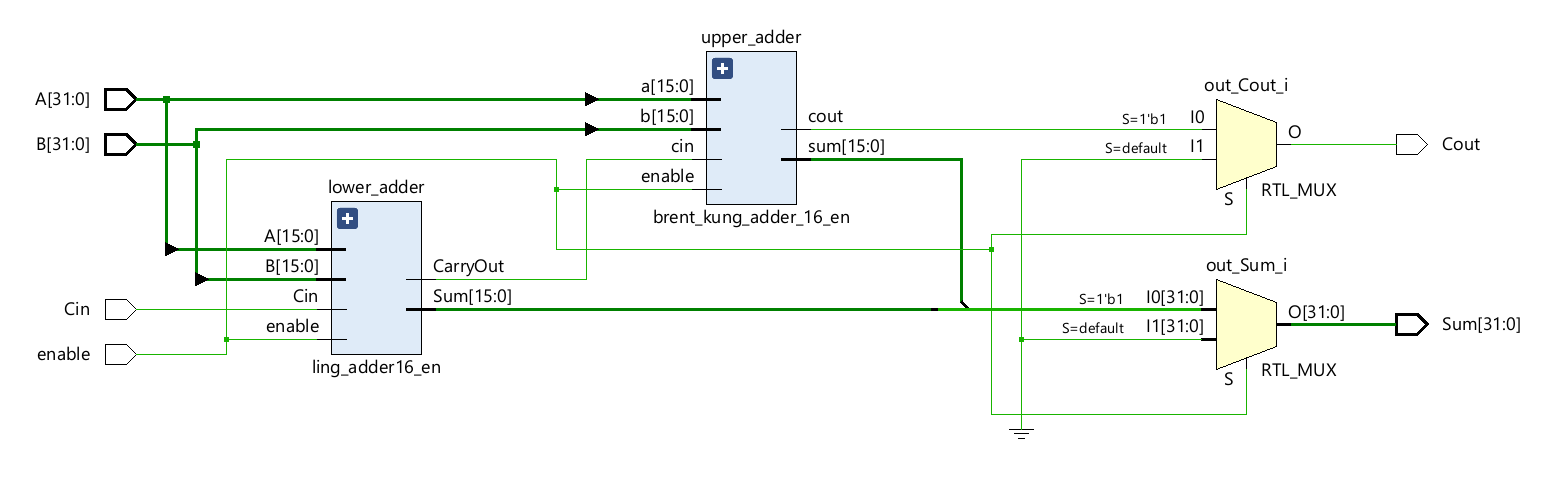 upper_adder
A[31:0]
B[31:0]
a[15:0]
b[15:0]
cin
enable
cout
sum[15:0]
brent_kung_adder_16_en
lower_adder
A[15:0]
B[15:0]
Cin
enable
CarryOut
Sum[15:0]
ling_adder16_en
Cin
enable
out_Cout_i
S=1'b1
I0
S=default
I1
O
S
RTL_MUX
Cout
out_Sum_i
S=1'b1
I0[31:0]
S=default
I1[31:0]
O[31:0]
S
RTL_MUX
Sum[31:0]